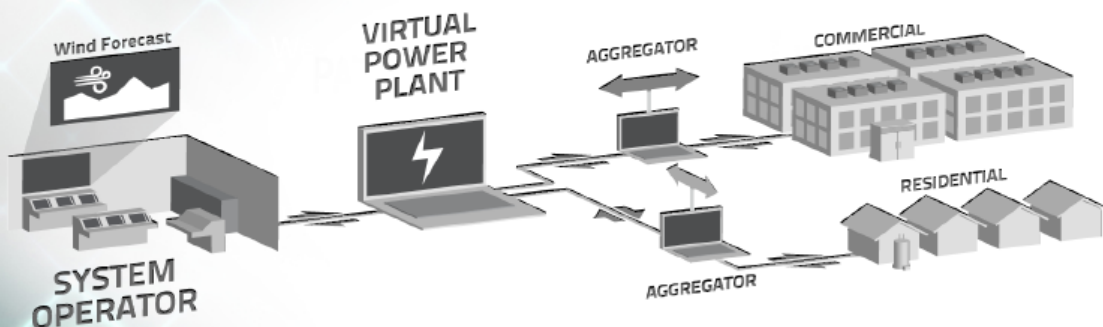 Wind Forecast
SYSTEM
OPERATOR
VIRTUAL
POWER
PLANT
AGGREGATOR
COMMERCIAL
AGGREGATOR
RESIDENTIAL